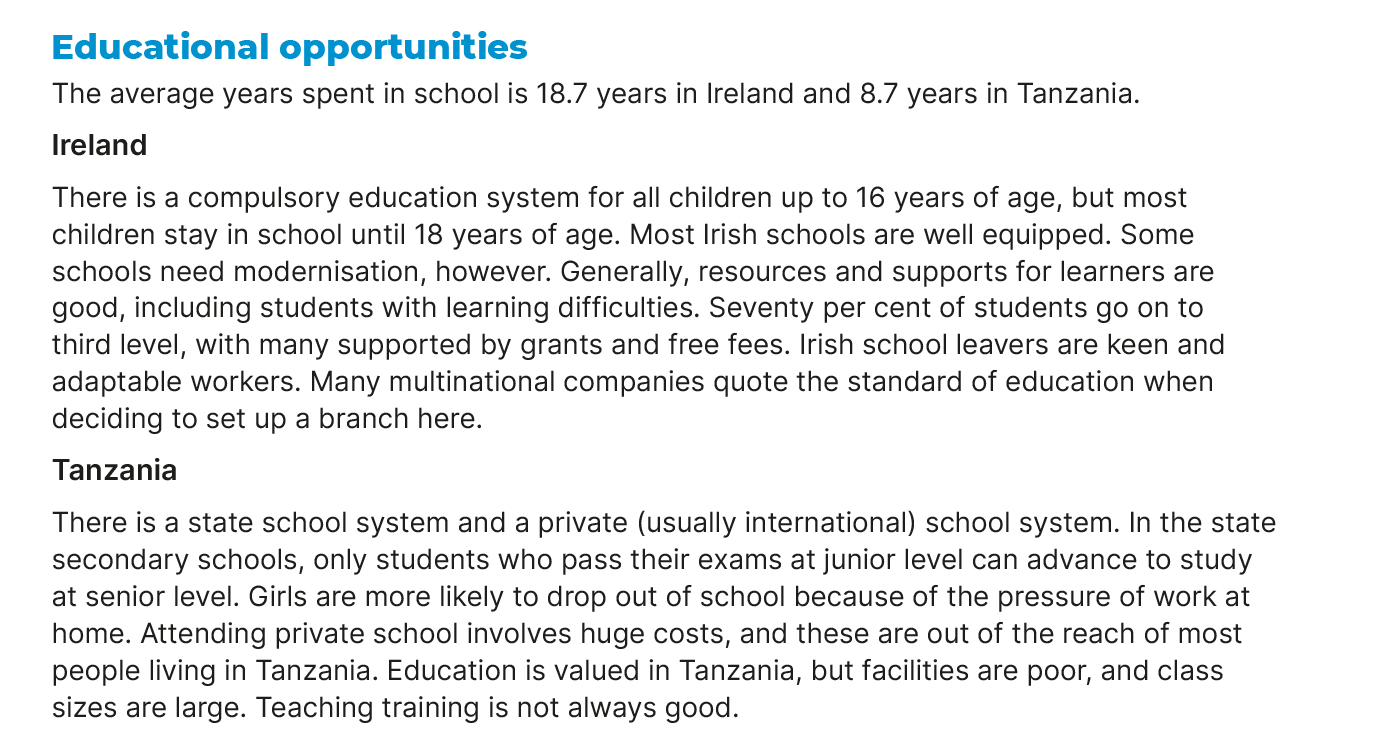 Educational opportunities
The average years spent in school is 18.7 years in Ireland and 8.7 years in Tanzania.
Ireland
There is a compulsory education system for all children up to 16 years of age, but most
children stay in school until 18 years of age. Most Irish schools are well equipped. Some
schools need modernisation, however. Generally, resources and supports for learners are
good, including students with learning difficulties. Seventy per cent of students go on to
third level, with many supported by grants and free fees. Irish school leavers are keen and
adaptable workers. Many multinational companies quote the standard of education when
deciding to set up a branch here.
Tanzania
There is a state school system and a private (usually international) school system. In the state
secondary schools, only students who pass their exams at junior level can advance to study
at senior level. Girls are more likely to drop out of school because of the pressure of work at
home. Attending private school involves huge costs, and these are out of the reach of most
people living in Tanzania. Education is valued in Tanzania, but facilities are poor, and class
sizes are large. Teaching training is not always good.